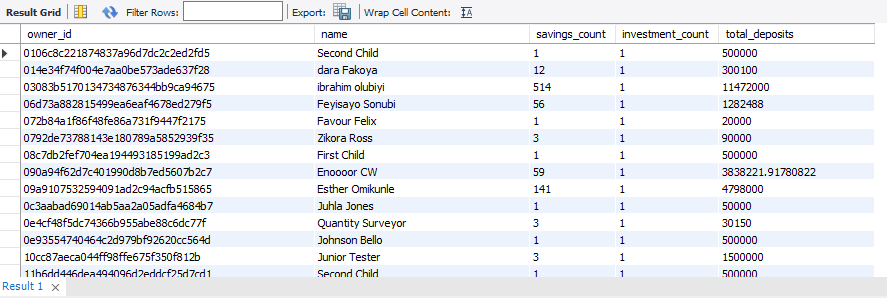 Result Grid Filter Rows: Export: Wrap Cell Content: IA
owner_id name savings_count investment_count total_deposits
0106c8c221874837a96d7dc2c2ed2fd5 Second Child 1 1 500000
014e34f74f004e7aa0be573ade637f28 dara Fakoya 12 1 300100
03083b5170134734876344bb9ca94675 ibrahim olubiyi 514 1 11472000
06d73a882815499ea6eaf4678ed279f5 Feyisayo Sonubi 56 1 1282488
072b84a1f86f48fe86a731f9447f2175 Favour Felix 1 1 20000
0792de73788143e180789a5852939f35 Zikora Ross 3 1 90000
08c7db2fef704ea194493185199ad2c3 First Child 1 1 500000
090a94f62d7c401990d8b7ed5607b2c7 Enoooor CW 59 1 3838221.91780822
09a9107532594091ad2c94acfb515865 Esther Omikunle 141 1 4798000
0c3aabad69014ab5aa2a05adfa4684b7 Juhla Jones 1 1 50000
0e4cf48f5dc74366b955abe88c6dc77f Quantity Surveyor 3 1 30150
0e93554740464c2d979bf92620cc564d Johnson Bello 1 1 500000
10cc87aeca044ff98ffe675f350f812b Junior Tester 3 1 1500000
11b6dd446dea494096d2eddcf25d7cd1 Second Child 1 1 500000
Result 1